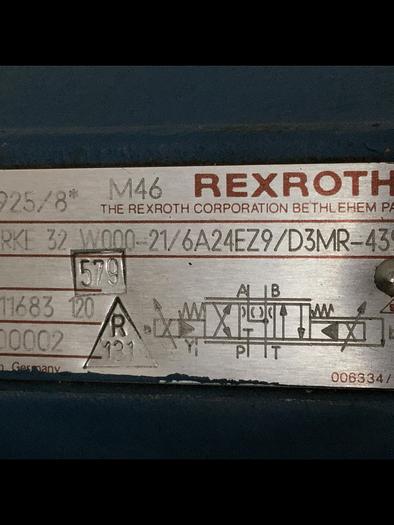 925/8* M46 REXROTH
THE REXROTH CORPORATION BETHLEHEM PA
RKE 32 W000-21/6A24EZ9/D3MR-439
579
11683 120
R
131
00002
A B
a
Y
P T
Germany
006334/